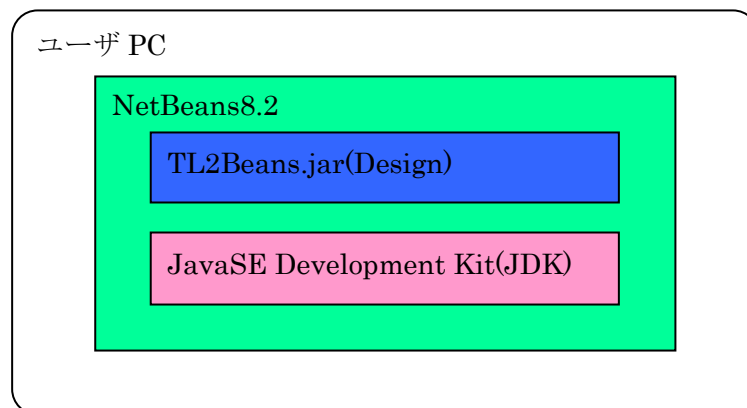 ユーザ PC
NetBeans8.2
TL2Beans.jar(Design)
JavaSE Development Kit(JDK)